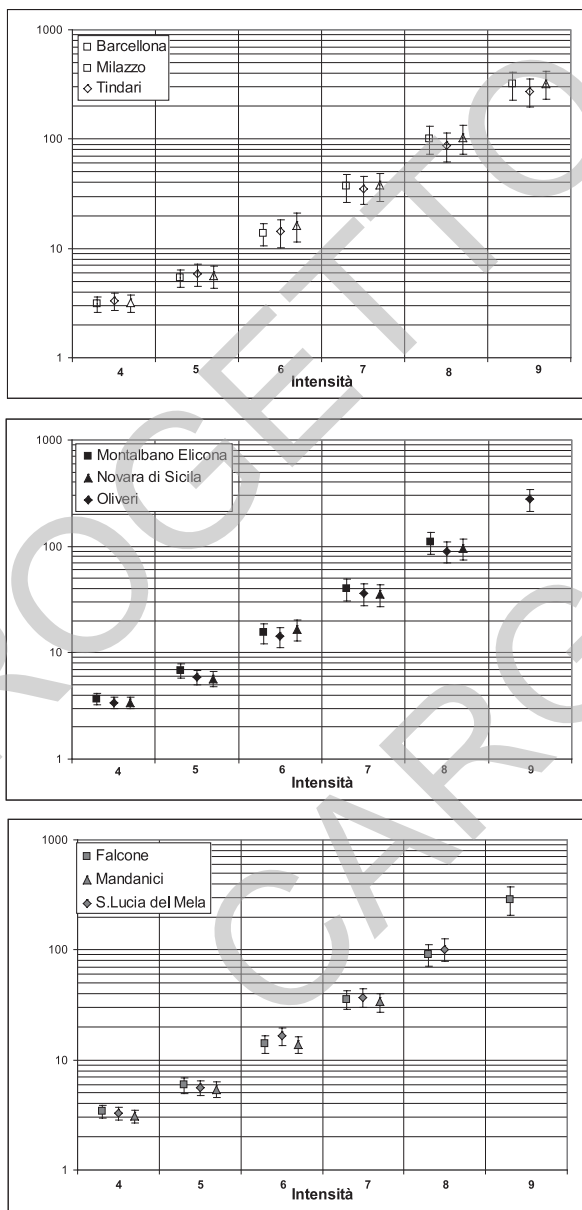 1000
Barcellona
Milazzo
Tindari
100
10
1
4 5 6 7 8 9
Intensità
1000
Montalbano Elicona
Novara di Sicila
Oliveri
100
10
1
4 5 6 7 8 9
Intensità
1000
Falcone
Mandanici
S.Lucia del Mela
100
10
1
4 5 6 7 8 9
Intensità
ROGETTO
CARG